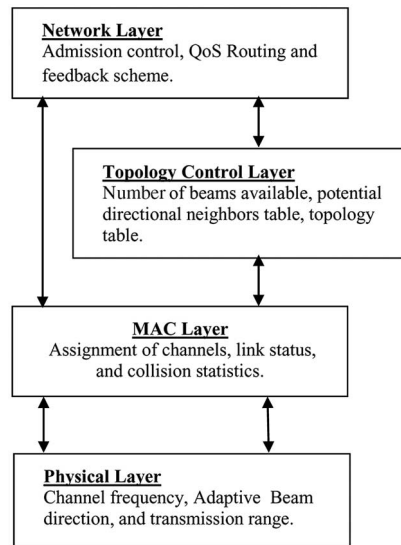 Network Layer
Admission control, QoS Routing and
feedback scheme.
Topology Control Layer
Number of beams available, potential
directional neighbors table, topology
table.
MAC Layer
Assignment of channels, link status,
and collision statistics.
Physical Layer
Channel frequency, Adaptive Beam
direction, and transmission range.